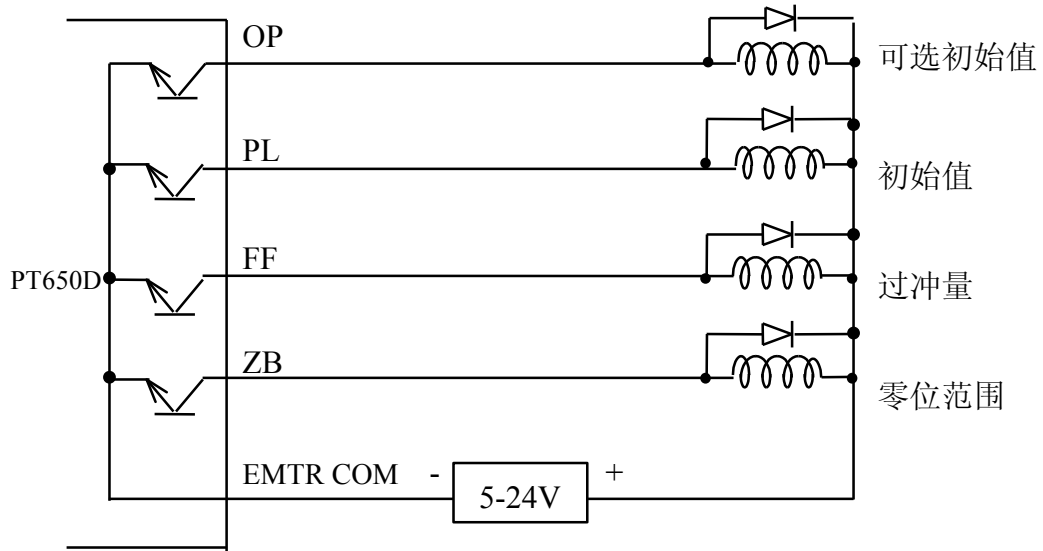 OP
可选初始值
PL
初始值
PT650D
FF
过冲量
ZB
零位范围
EMTR COM - 5-24V +